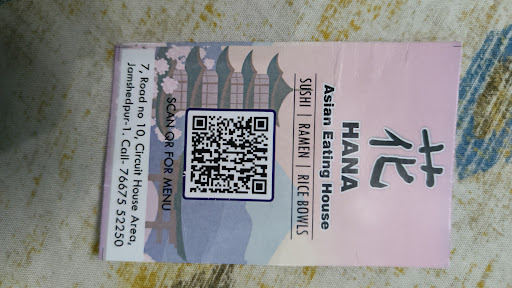 花
HANA
Asian Eating House
SUSHI | RAMEN | RICE BOWLS
SCAN QR FOR MENU
7, Road no 10, Circuit House Area,
Jamshedpur-1. Call- 76675 52250